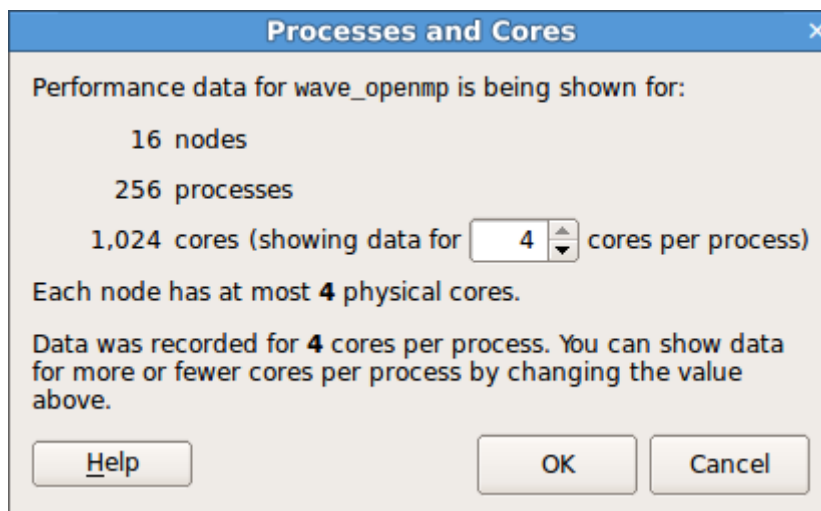 Processes and Cores ×
Performance data for wave_openmp is being shown for:
16 nodes
256 processes
1,024 cores (showing data for 4 cores per process)
Each node has at most 4 physical cores.
Data was recorded for 4 cores per process. You can show data
for more or fewer cores per process by changing the value
above.
Help OK Cancel